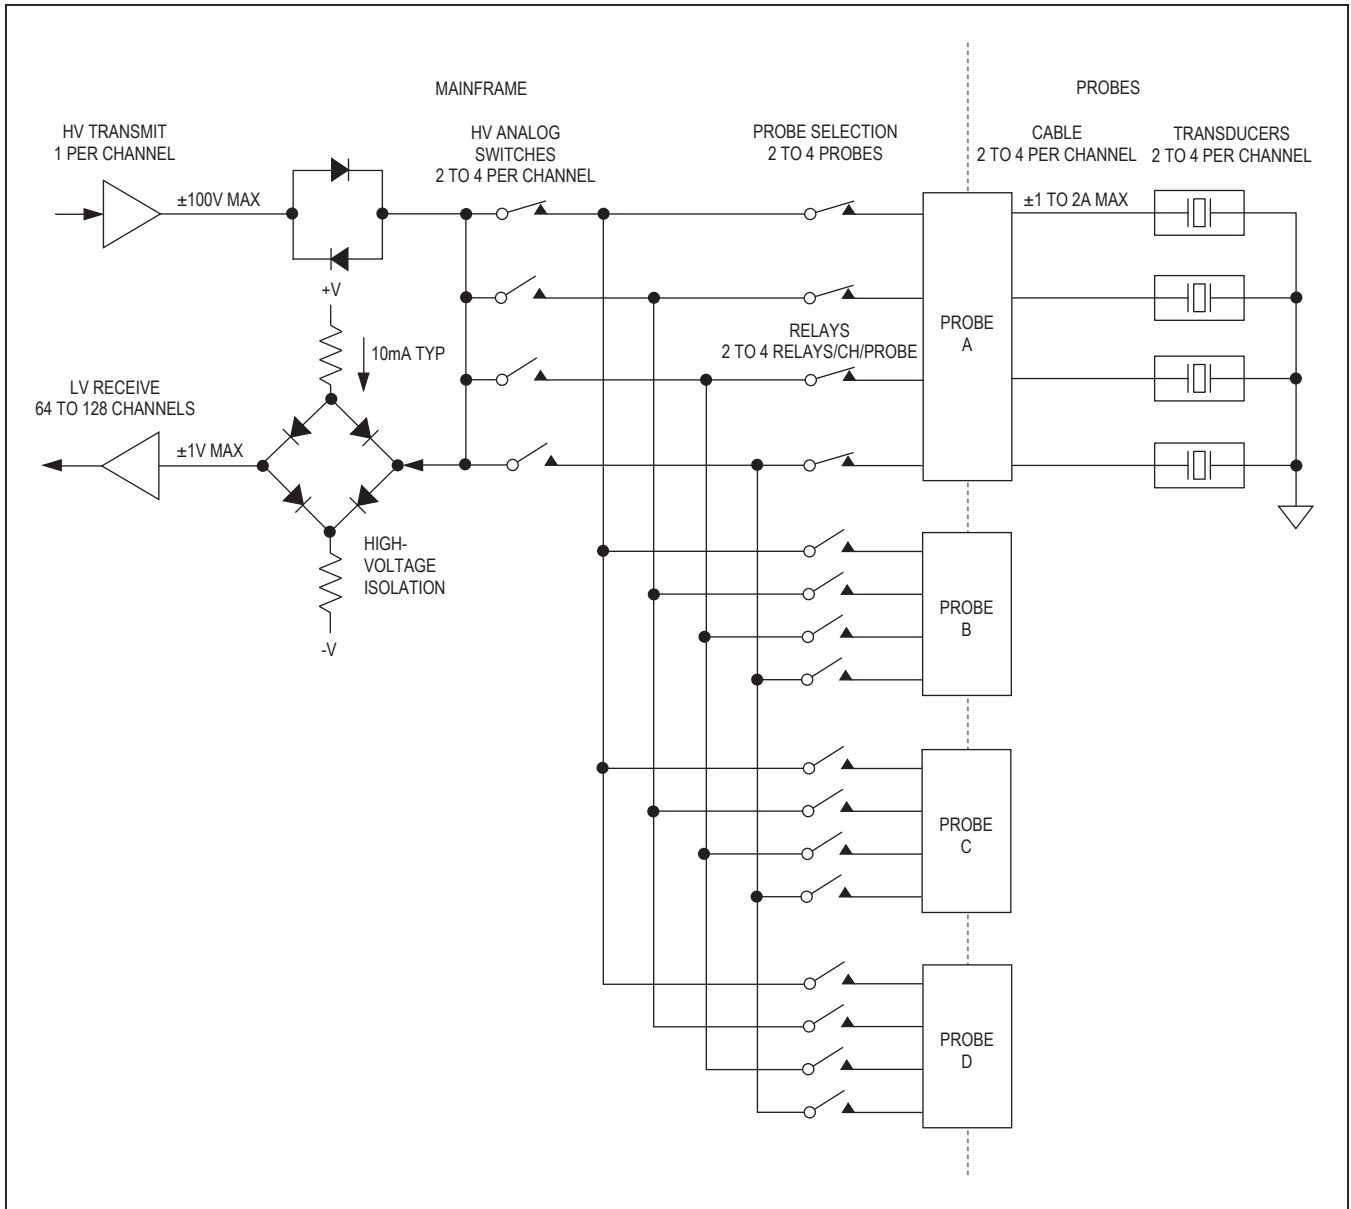 MAINFRAME
PROBES
HV TRANSMIT
1 PER CHANNEL
HV ANALOG
SWITCHES
2 TO 4 PER CHANNEL
PROBE SELECTION
2 TO 4 PROBES
CABLE
2 TO 4 PER CHANNEL
TRANSDUCERS
2 TO 4 PER CHANNEL
±100V MAX
±1 TO 2A MAX
+V
10mA TYP
RELAYS
2 TO 4 RELAYS/CH/PROBE
PROBE
A
LV RECEIVE
64 TO 128 CHANNELS
±1V MAX
HIGH-
VOLTAGE
ISOLATION
-V
PROBE
B
PROBE
C
PROBE
D